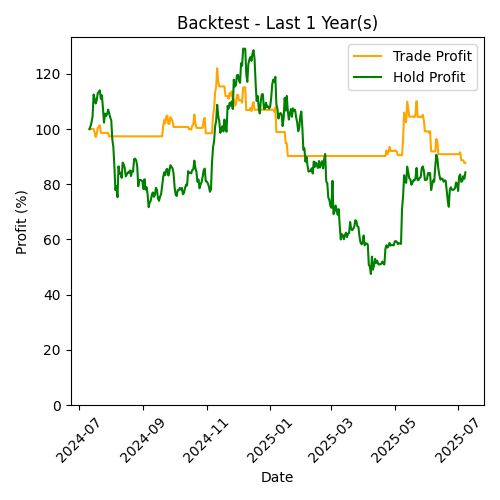 Backtest - Last 1 Year(s)
Trade Profit
Hold Profit
Profit (%)
120
100
80
60
40
20
0
2024-07
2024-09
2024-11
2025-01
2025-03
2025-05
2025-07
Date